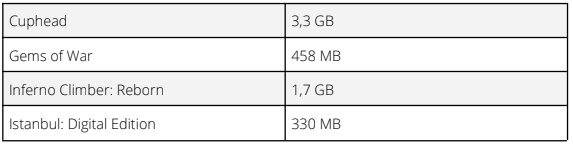 Cuphead 3,3 GB
Gems of War 458 MB
Inferno Climber: Reborn 1,7 GB
Istanbul: Digital Edition 330 MB